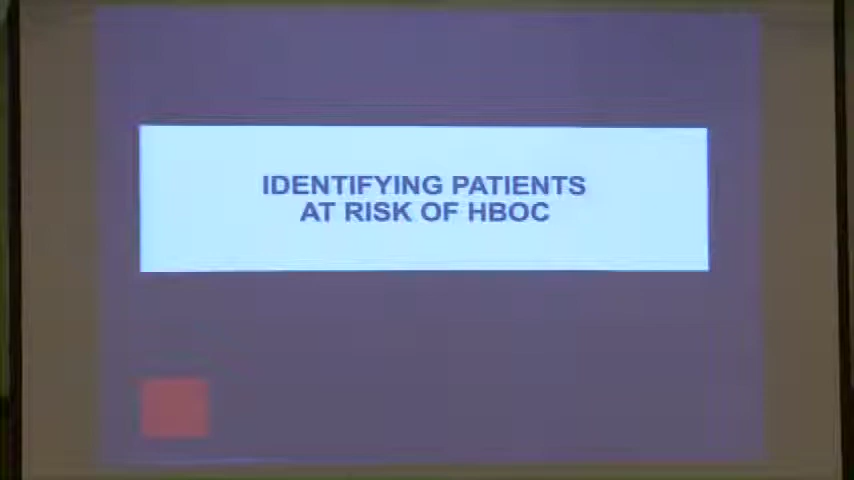 IDENTIFYING PATIENTS
AT RISK OF HBOC